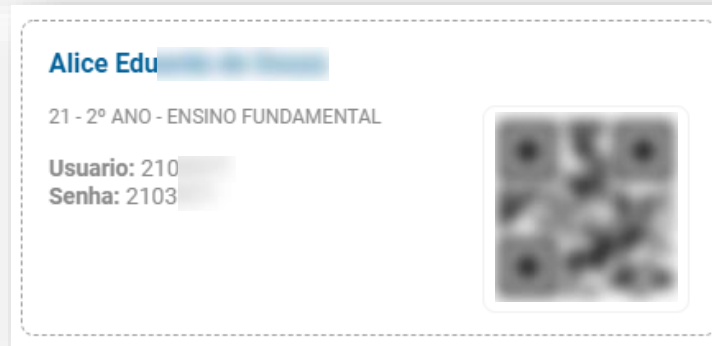 Alice Edu
21 - 2º ANO - ENSINO FUNDAMENTAL
Usuario: 210
Senha: 2103